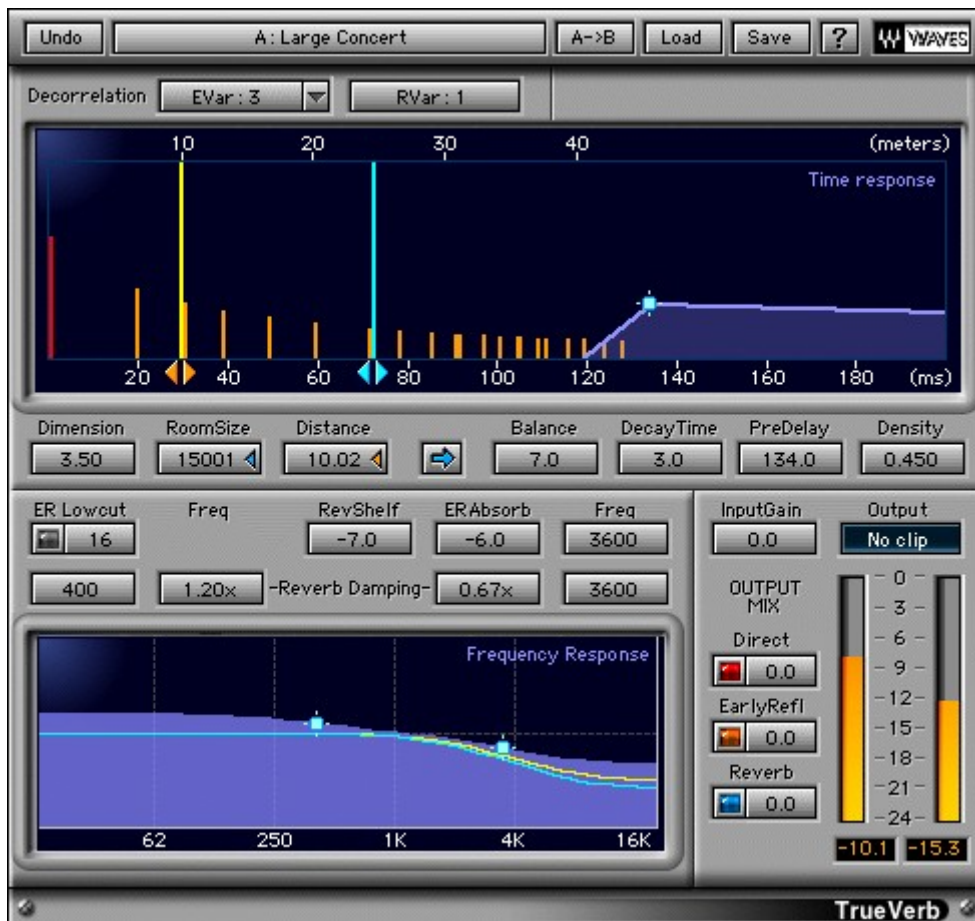 Undo A: Large Concert A->B Load Save ? WAVES
Decorrelation EVar: 3 RVar: 1
10 20 30 40 (meters)
Time response
20 40 60 80 100 120 140 160 180 (ms)
Dimension RoomSize Distance Balance DecayTime PreDelay Density
3.50 15001 10.02 7.0 3.0 134.0 0.450
ER Lowcut Freq RevShelf ERAbsorb Freq
16 -7.0 -6.0 3600
400 1.20x -Reverb Damping- 0.67x 3600
Frequency Response
62 250 1K 4K 16K
InputGain Output
0.0 No clip
OUTPUT
MIX
Direct
0.0
EarlyRefl
0.0
Reverb
0.0
- 0 -
- 3 -
- 6 -
- 9 -
-12-
-15-
-18-
-21-
-24-
-10.1 -15.3
TrueVerb